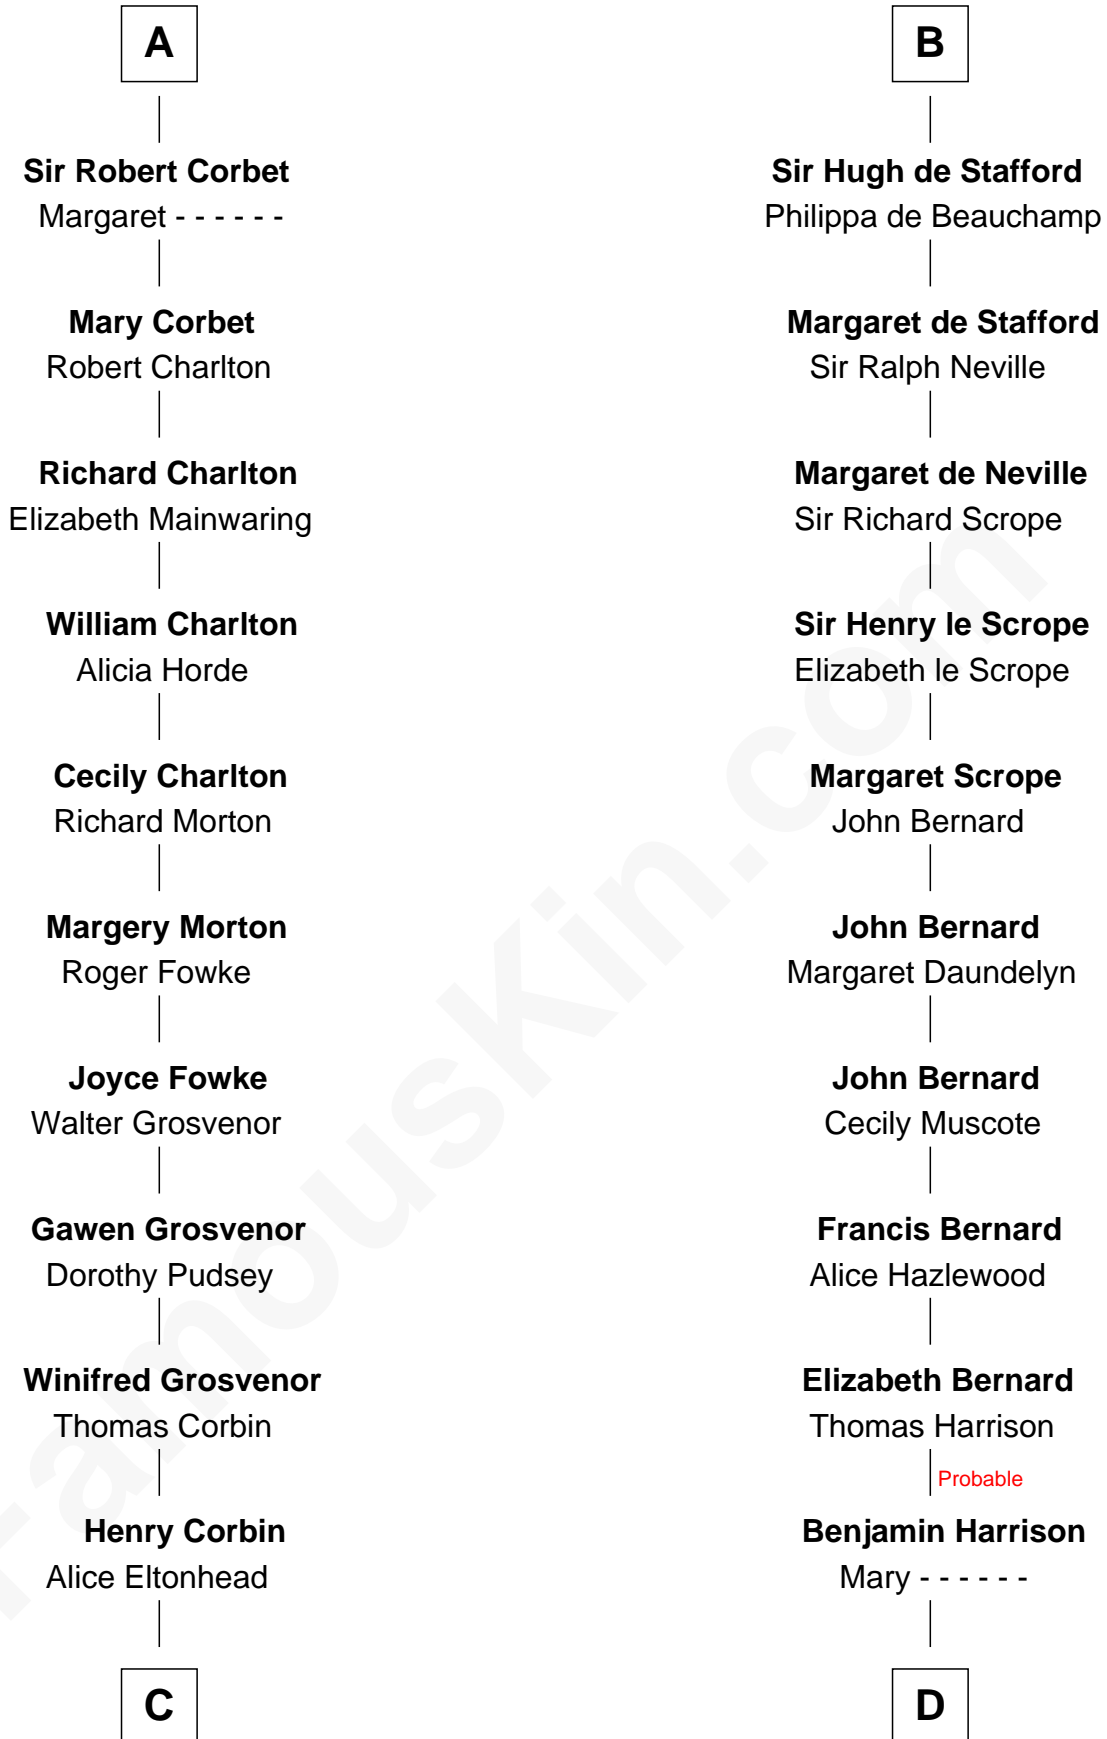 A
Sir Robert Corbet
Margaret - - - - - -
Mary Corbet
Robert Charlton
Richard Charlton
Elizabeth Mainwaring
William Charlton
Alicia Horde
Cecily Charlton
Richard Morton
Margery Morton
Roger Fowke
Joyce Fowke
Walter Grosvenor
Gawen Grosvenor
Dorothy Pudsey
Winifred Grosvenor
Thomas Corbin
Henry Corbin
Alice Eltonhead
C
B
Sir Hugh de Stafford
Philippa de Beauchamp
Margaret de Stafford
Sir Ralph Neville
Margaret de Neville
Sir Richard Scrope
Sir Henry le Scrope
Elizabeth le Scrope
Margaret Scrope
John Bernard
John Bernard
Margaret Daundelyn
John Bernard
Cecily Muscote
Francis Bernard
Alice Hazlewood
Elizabeth Bernard
Thomas Harrison
Probable
Benjamin Harrison
Mary - - - - - -
D
FamousKin.com